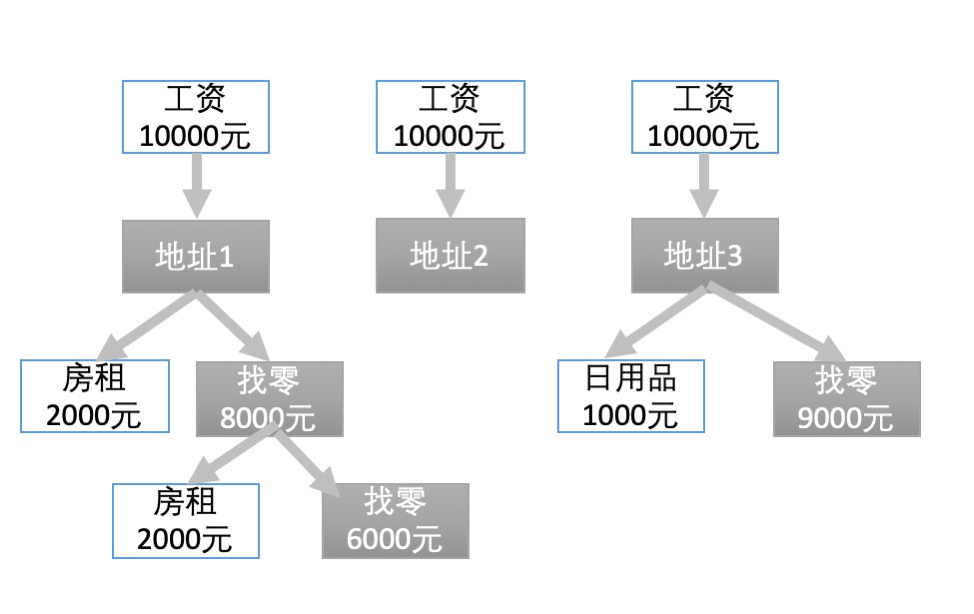 工资
10000元
工资
10000元
工资
10000元
地址1
地址2
地址3
房租
2000元
找零
8000元
日用品
1000元
找零
9000元
房租
2000元
找零
6000元